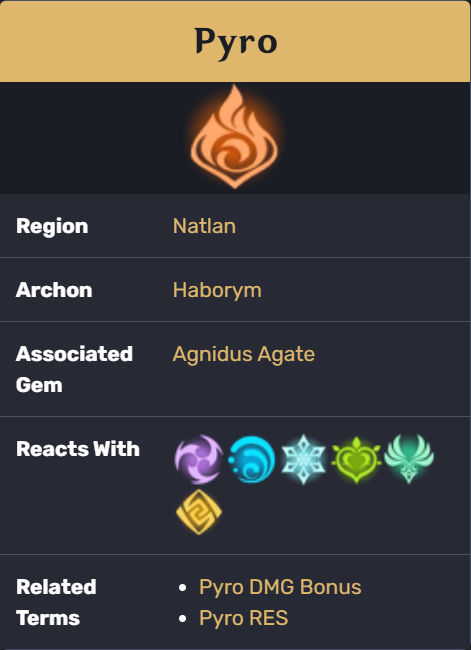 Pyro
Region
Natlan
Archon
Haborym
Associated
Gem
Agnidus Agate
Reacts With
Related
Terms
Pyro DMG Bonus
Pyro RES